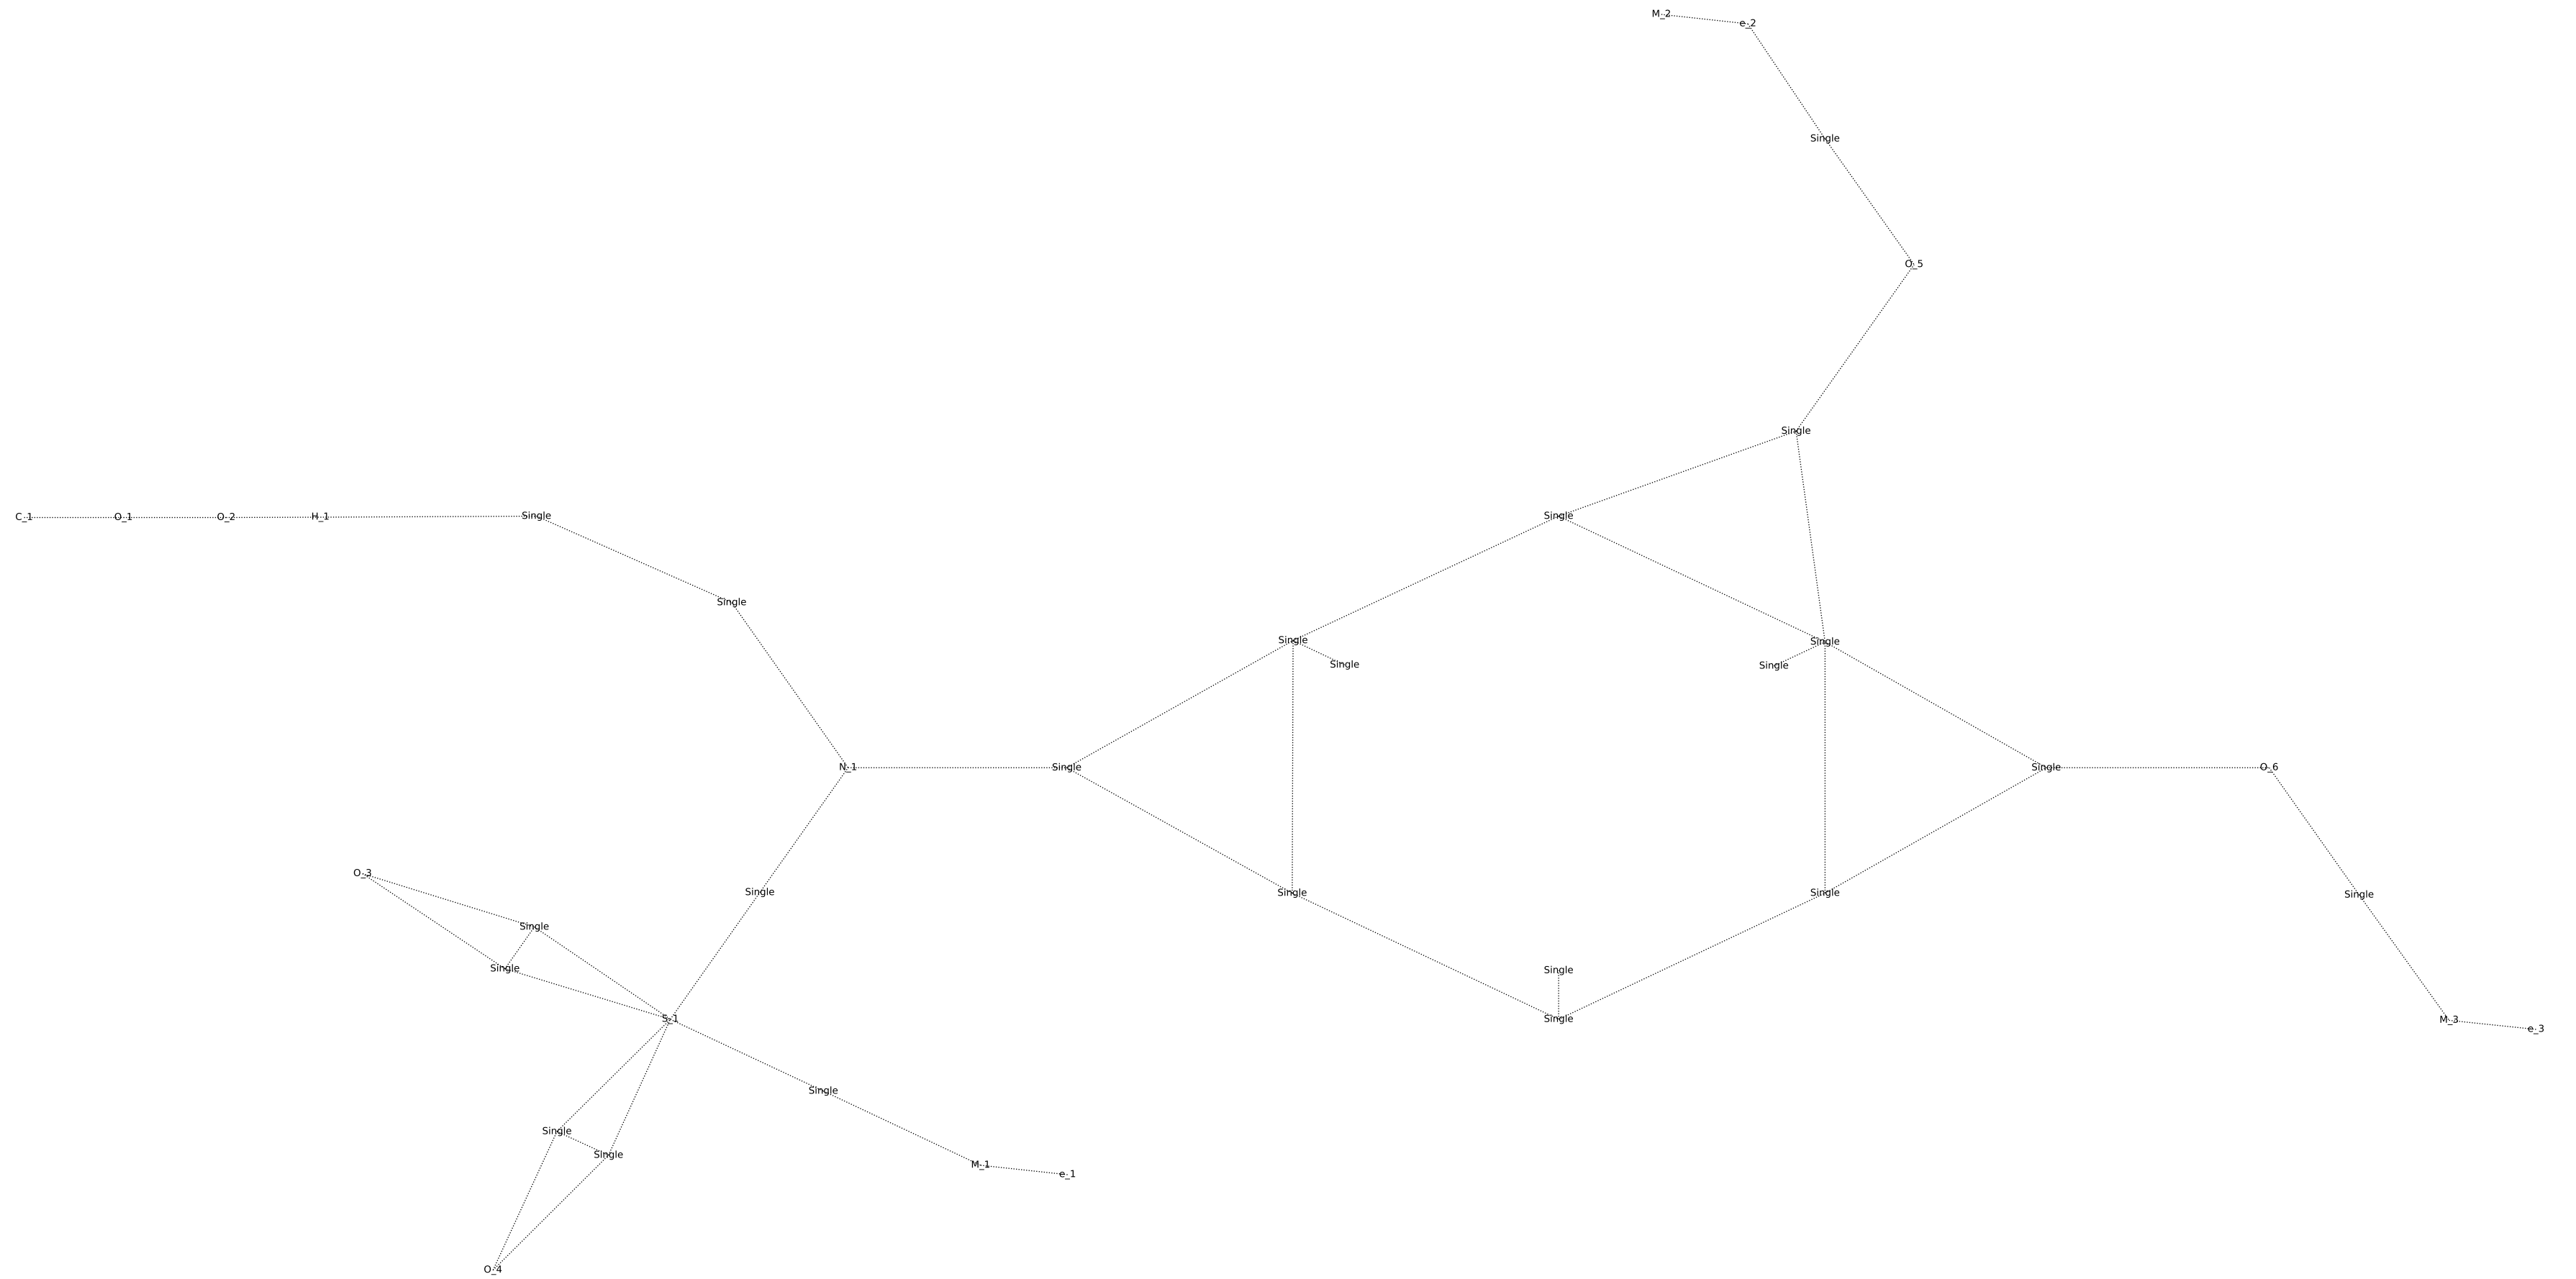 M_2
e_2
Single
O_5
Single
C_1 O_1 O_2 H_1 Single Single
Single
Single Single
Single Single
N_1 Single Single O_6
O_3
Single Single Single Single
Single
Single Single
S_1 Single M_3
e_3
Single
Single
Single
M_1
e_1
O_4